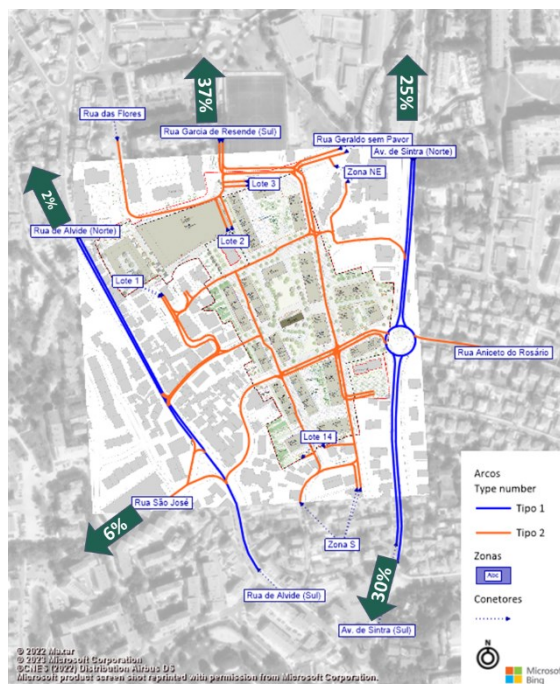 37%
25%
Rua das Flores
Rua Garcia de Resende (Sul)
Rua Geraldo sem Pavor
Av. de Sintra (Norte)
Zona NE
Lote 3
2%
Rua de Alvide (Norte)
Lote 2
Lote 1
Rua Aniceto do Rosário
Lote 14
Rua São José
6%
Zona S
Rua de Alvide (Sul)
30%
Av. de Sintra (Sul)
Arcos
Type number
Tipo 1
Tipo 2
Zonas
Abc
Conetores
N
© 2022 Maxar
© 2023 Microsoft Corporation
©CNES (2022) Distribution Airbus DS
Microsoft product screen shot reprinted with permission from Microsoft Corporation.
Microsoft
Bing